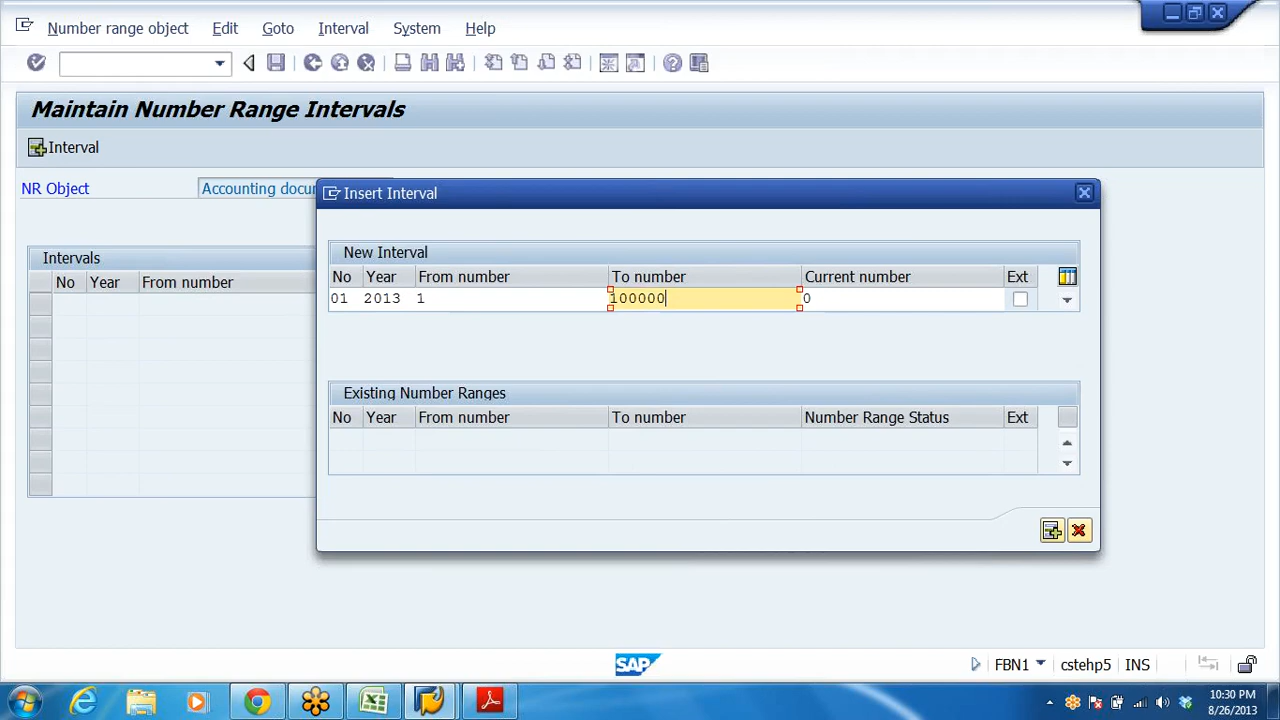 Number range object Edit Goto Interval System Help
Maintain Number Range Intervals
Interval
NR Object Accounting docu
Intervals
No Year From number
Insert Interval
New Interval
No Year From number To number Current number Ext
01 2013 1 100000 0
Existing Number Ranges
No Year From number To number Number Range Status Ext
SAP
FBN1 cstehp5 INS
10:30 PM
8/26/2013